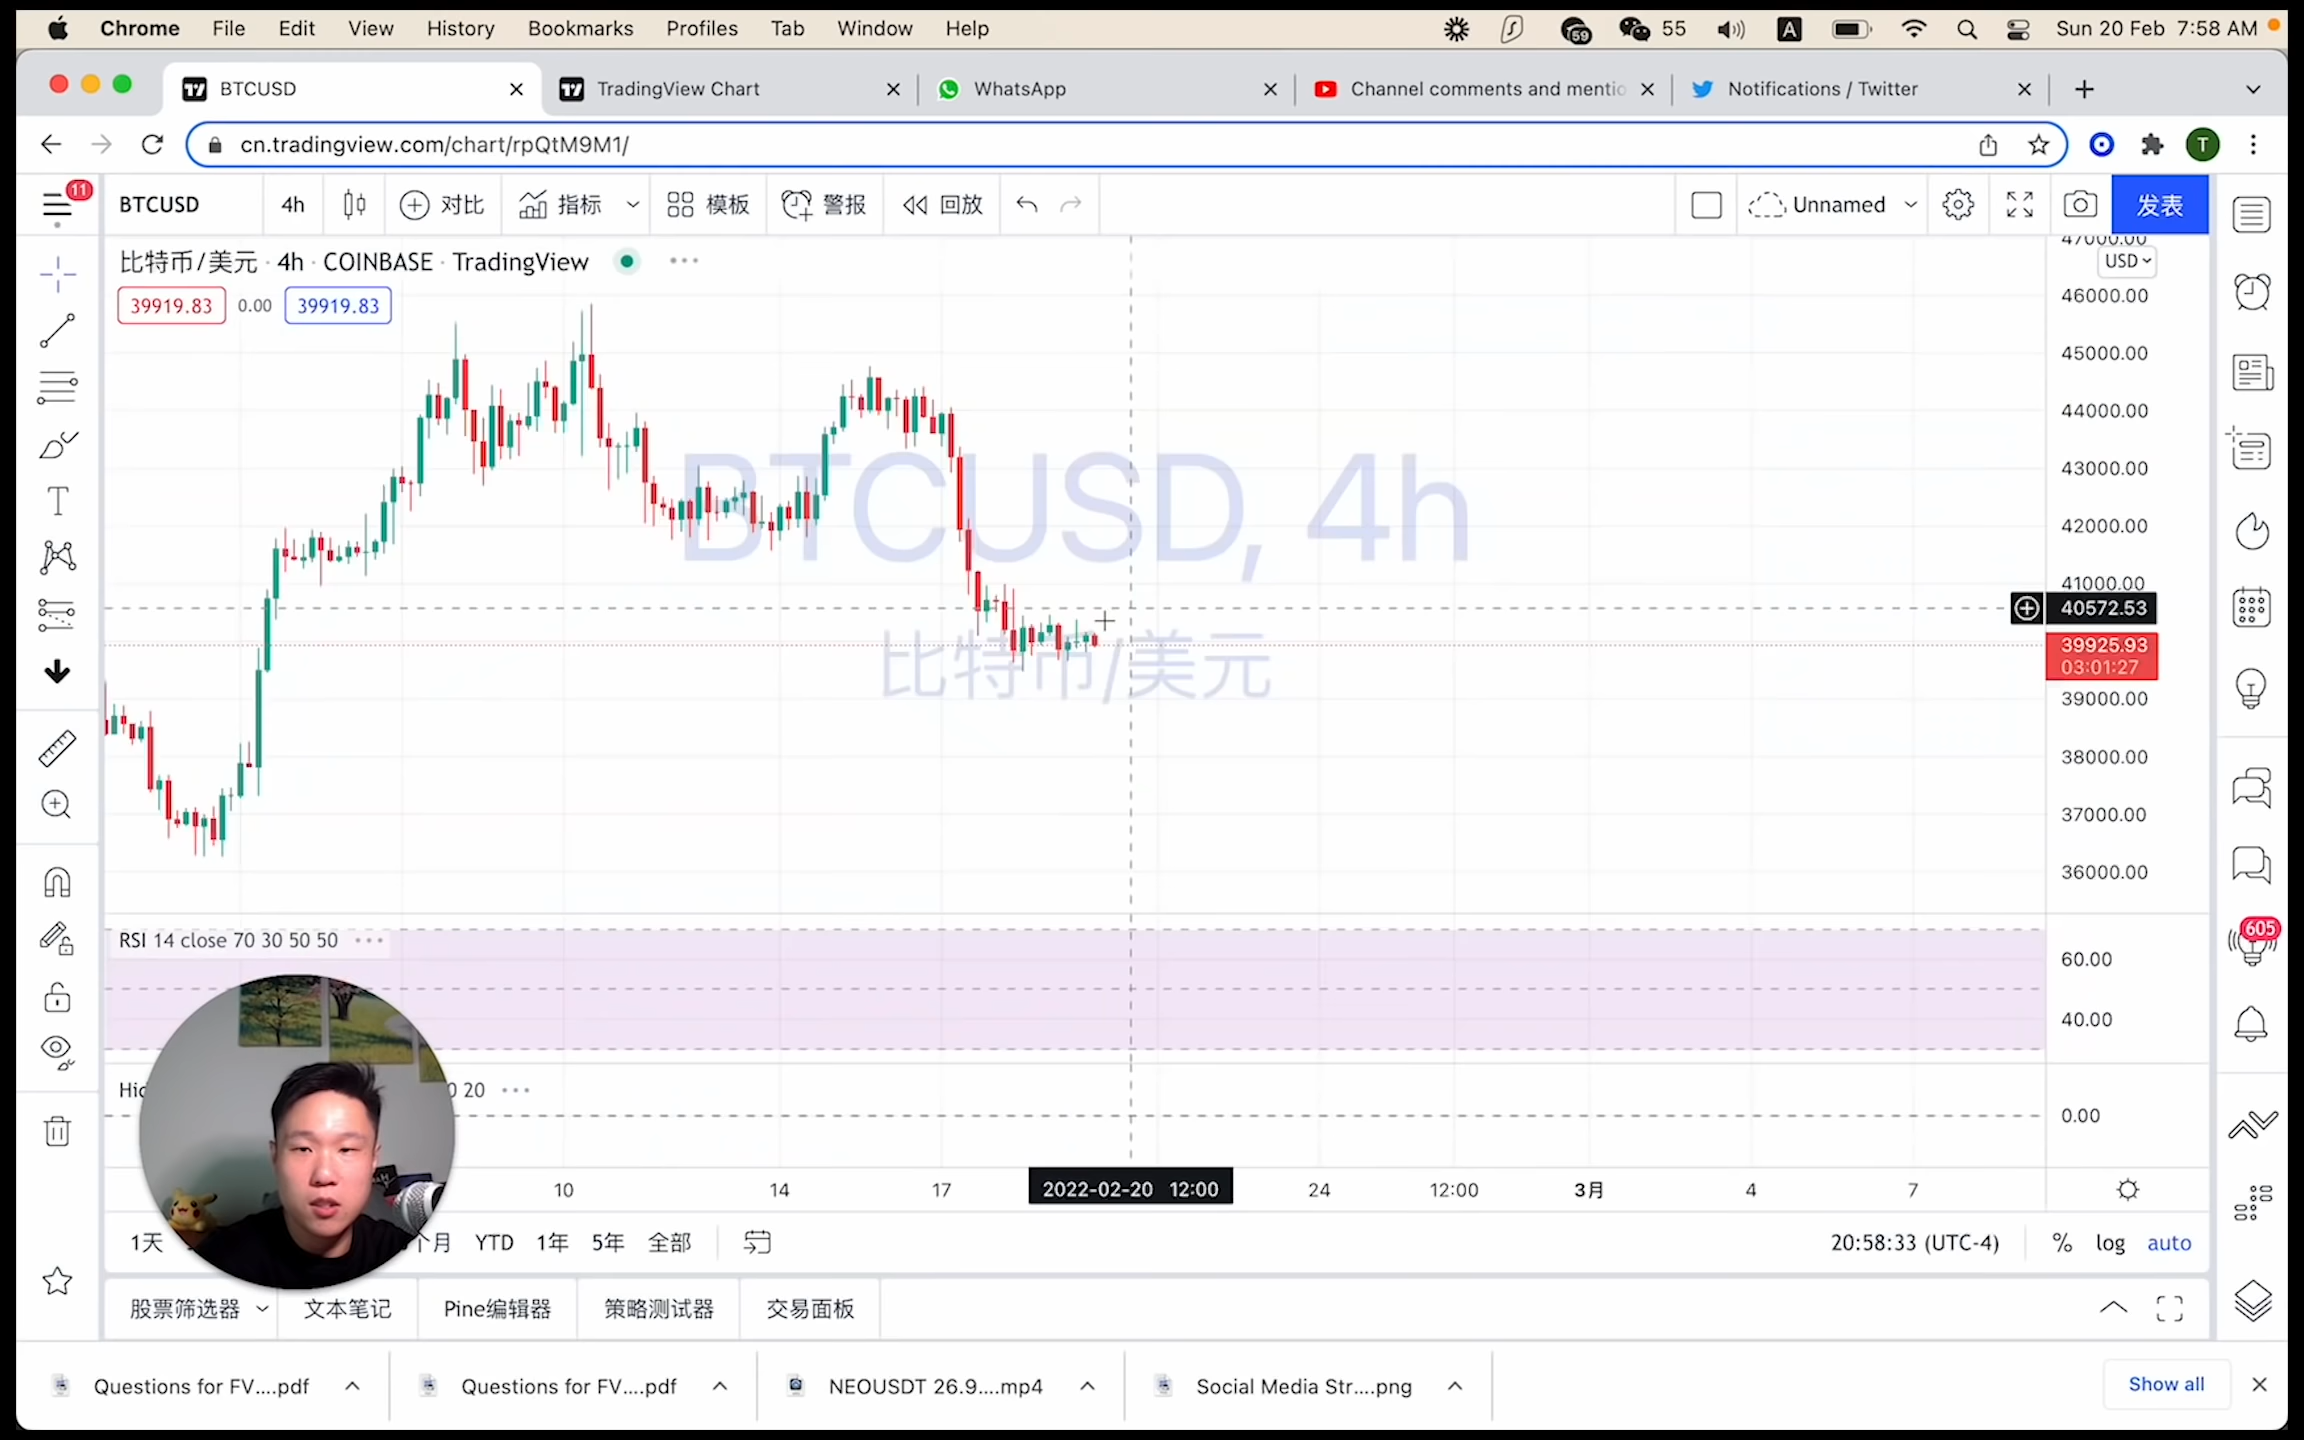 Chrome File Edit View History Bookmarks Profiles Tab Window Help 59 55 A Sun 20 Feb 7:58 AM
BTCUSD TradingView Chart WhatsApp Channel comments and mentio Notifications / Twitter
cn.tradingview.com/chart/rpQtM9M1/ T
11 BTCUSD 4h 对比 指标 模板 警报 回放 Unnamed 发表
比特币/美元 · 4h · COINBASE · TradingView
39919.83 0.00 39919.83
BTCUSD, 4h
比特币/美元
47000.00
USD
46000.00
45000.00
44000.00
43000.00
42000.00
41000.00
40572.53
39925.93
03:01:27
39000.00
38000.00
37000.00
36000.00
605
RSI 14 close 70 30 50 50
60.00
40.00
20
0.00
10 14 17 2022-02-20 12:00 24 12:00 3月 4 7
1天 个月 YTD 1年 5年 全部 20:58:33 (UTC-4) % log auto
股票筛选器 文本笔记 Pine编辑器 策略测试器 交易面板
Questions for FV....pdf Questions for FV....pdf NEOUSDT 26.9....mp4 Social Media Str....png Show all